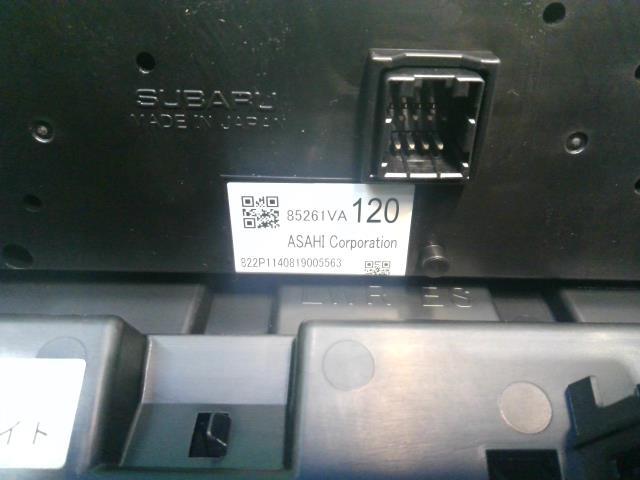 SUBARU
MADE IN JAPAN
85261VA 120
ASAHI Corporation
822P1140819005563
イト